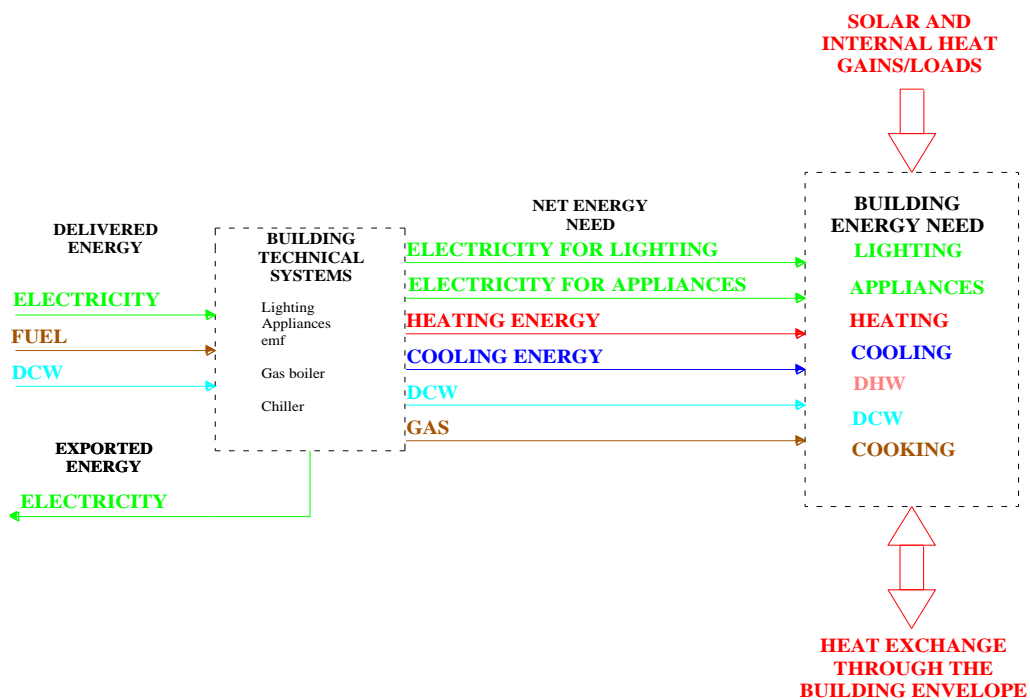 SOLAR AND
INTERNAL HEAT
GAINS/LOADS
DELIVERED
ENERGY
ELECTRICITY
FUEL
DCW
EXPORTED
ENERGY
ELECTRICITY
BUILDING
TECHNICAL
SYSTEMS
Lighting
Appliances
emf
Gas boiler
Chiller
NET ENERGY
NEED
ELECTRICITY FOR LIGHTING
ELECTRICITY FOR APPLIANCES
HEATING ENERGY
COOLING ENERGY
DCW
GAS
BUILDING
ENERGY NEED
LIGHTING
APPLIANCES
HEATING
COOLING
DHW
DCW
COOKING
HEAT EXCHANGE
THROUGH THE
BUILDING ENVELOPE